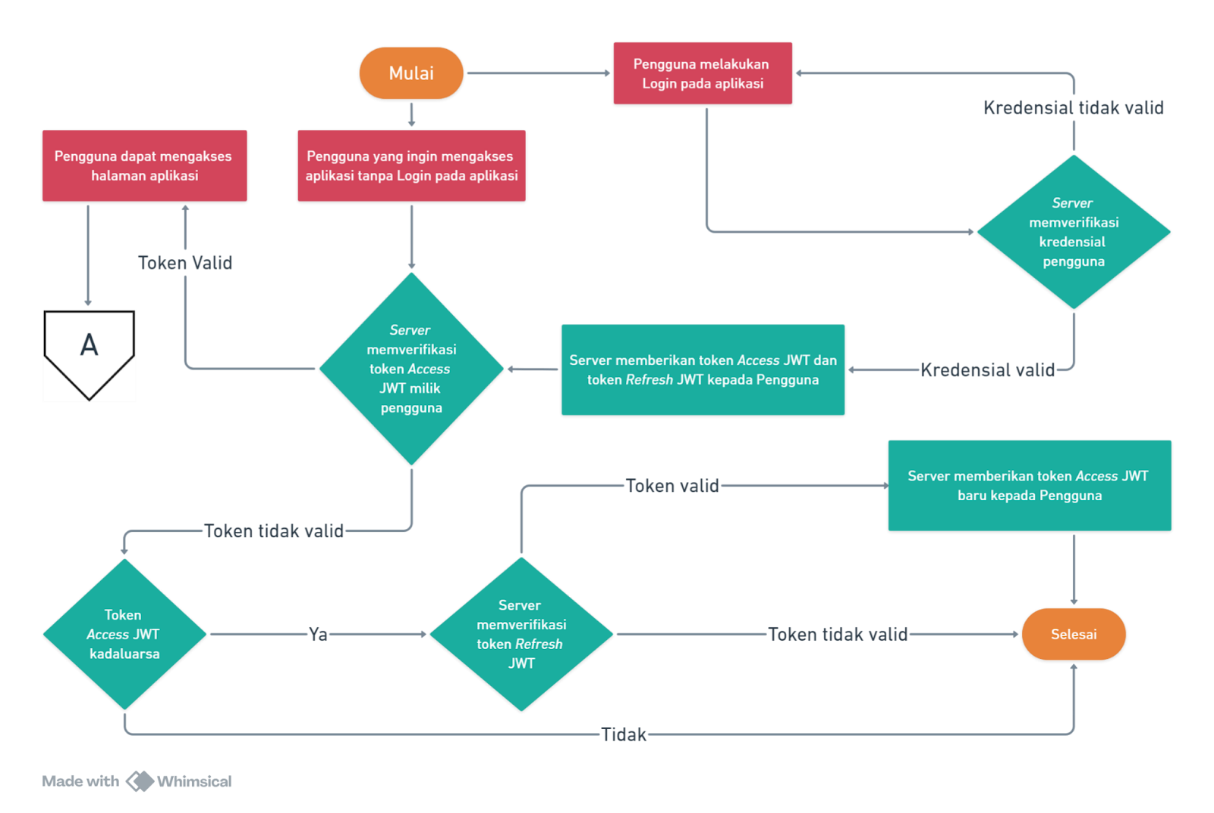 Mulai
Pengguna melakukan
Login pada aplikasi
Kredensial tidak valid
Pengguna dapat mengakses
halaman aplikasi
Pengguna yang ingin mengakses
aplikasi tanpa Login pada aplikasi
Server
memverifikasi
kredensial
pengguna
Token Valid
A
Server
memverifikasi
token Access
JWT milik
pengguna
Server memberikan token Access JWT dan
token Refresh JWT kepada Pengguna
Kredensial valid
Token valid
Server memberikan token Access JWT
baru kepada Pengguna
Token tidak valid
Token
Access JWT
kadaluarsa
Ya
Server
memverifikasi
token Refresh
JWT
Token tidak valid
Selesai
Tidak
Made with Whimsical